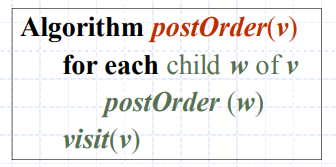 Algorithm postOrder(v)
for each child w of v
postOrder (w)
visit(v)